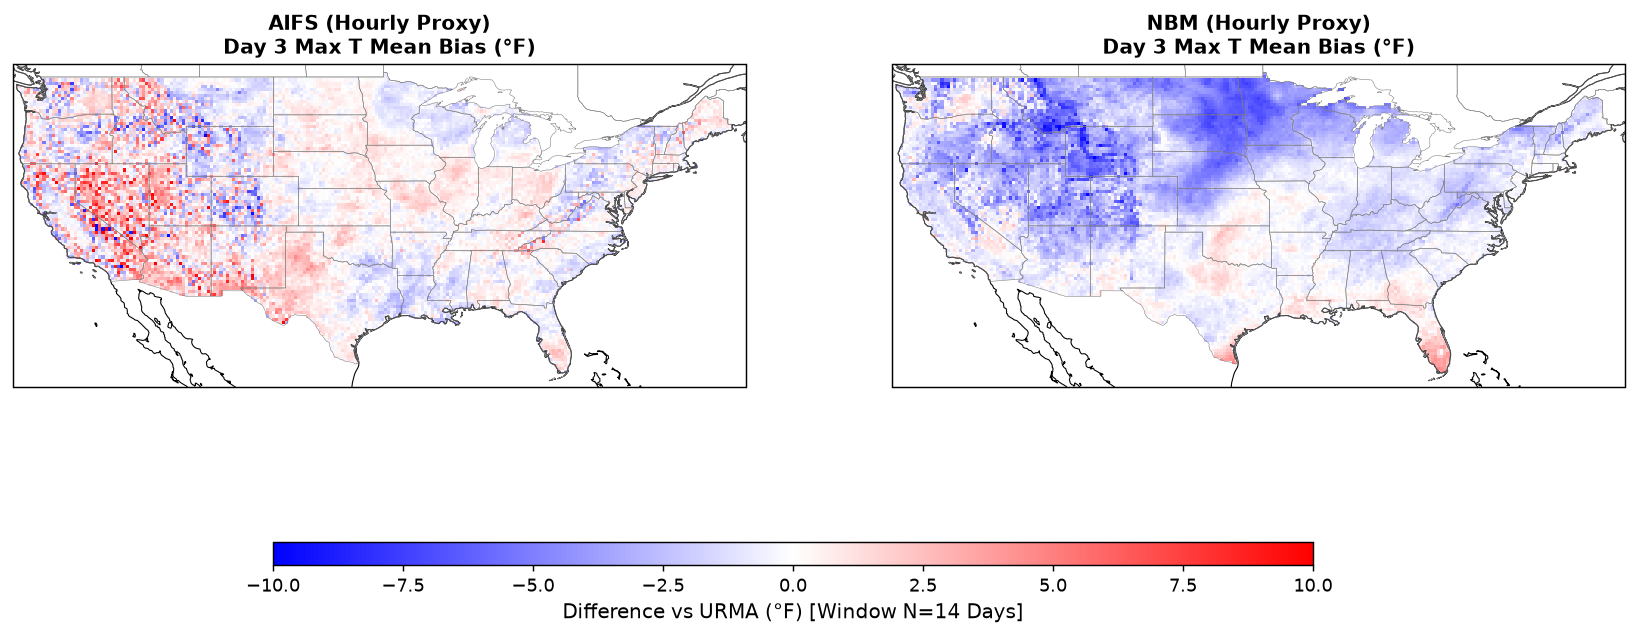 AIFS (Hourly Proxy)
Day 3 Max T Mean Bias (°F)
NBM (Hourly Proxy)
Day 3 Max T Mean Bias (°F)
−10.0
−7.5
−5.0
−2.5
0.0
2.5
5.0
7.5
10.0
Difference vs URMA (°F) [Window N=14 Days]